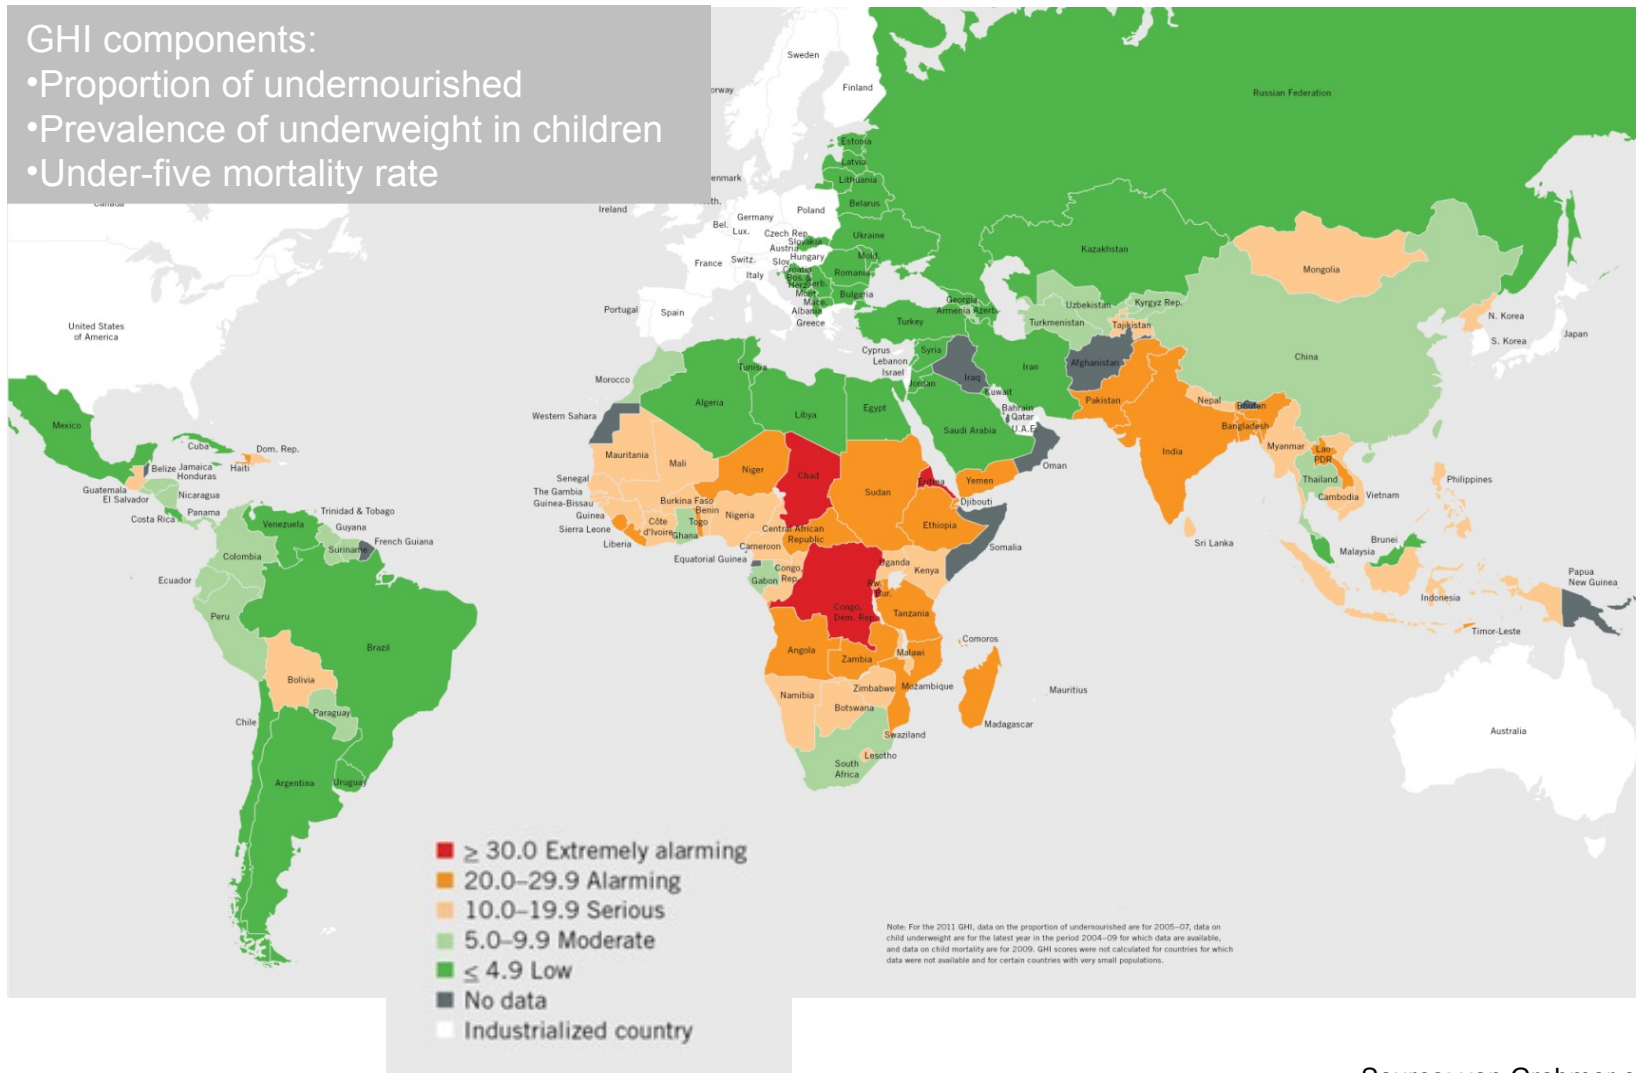 GHI components:
•Proportion of undernourished
•Prevalence of underweight in children
•Under-five mortality rate
Sweden
Finland
Russian Federation
Estonia
Latvia
Lithuania
Belarus
Ireland
Poland
Germany
Bel.
Lux.
Czech Rep.
Slovakia
Ukraine
Austria
Hungary
Mold.
France
Switz.
Slov.
Croatia
Italy
Romania
Kazakhstan
Mongolia
Bulgaria
Mont.
Mace.
Albania
Greece
Portugal
Spain
Georgia
Armenia
Azerb.
Turkey
Uzbekistan
Kyrgyz Rep.
Turkmenistan
Tajikistan
N. Korea
S. Korea
Japan
China
United States
of America
Cyprus
Lebanon
Israel
Syria
Jordan
Iraq
Iran
Kuwait
Afghanistan
Bahrain
Qatar
U.A.E.
Pakistan
Nepal
Bhutan
Bangladesh
Morocco
Tunisia
Algeria
Libya
Egypt
Saudi Arabia
Western Sahara
Oman
India
Myanmar
Lao
PDR
Mexico
Cuba
Dom. Rep.
Belize
Jamaica
Haiti
Honduras
Guatemala
El Salvador
Nicaragua
Costa Rica
Panama
Trinidad & Tobago
Venezuela
Guyana
Suriname
French Guiana
Colombia
Ecuador
Peru
Brazil
Bolivia
Paraguay
Chile
Argentina
Uruguay
Mauritania
Mali
Niger
Chad
Sudan
Eritrea
Yemen
Djibouti
Senegal
The Gambia
Guinea-Bissau
Guinea
Sierra Leone
Liberia
Burkina Faso
Benin
Togo
Côte
d'Ivoire
Ghana
Nigeria
Central African
Republic
Ethiopia
Somalia
Cameroon
Equatorial Guinea
Gabon
Congo,
Rep.
Uganda
Kenya
Rw.
Bur.
Congo,
Dem. Rep.
Tanzania
Angola
Zambia
Malawi
Comoros
Mozambique
Zimbabwe
Namibia
Botswana
Madagascar
Mauritius
Swaziland
Lesotho
South
Africa
Thailand
Cambodia
Vietnam
Philippines
Sri Lanka
Brunei
Malaysia
Indonesia
Papua
New Guinea
Timor-Leste
Australia
≥ 30.0 Extremely alarming
20.0–29.9 Alarming
10.0–19.9 Serious
5.0–9.9 Moderate
≤ 4.9 Low
No data
Industrialized country
Note: For the 2011 GHI, data on the proportion of undernourished are for 2005–07, data on
child underweight are for the latest year in the period 2004–09 for which data are available,
and data on child mortality are for 2009. GHI scores were not calculated for countries for which
data were not available and for certain countries with very small populations.